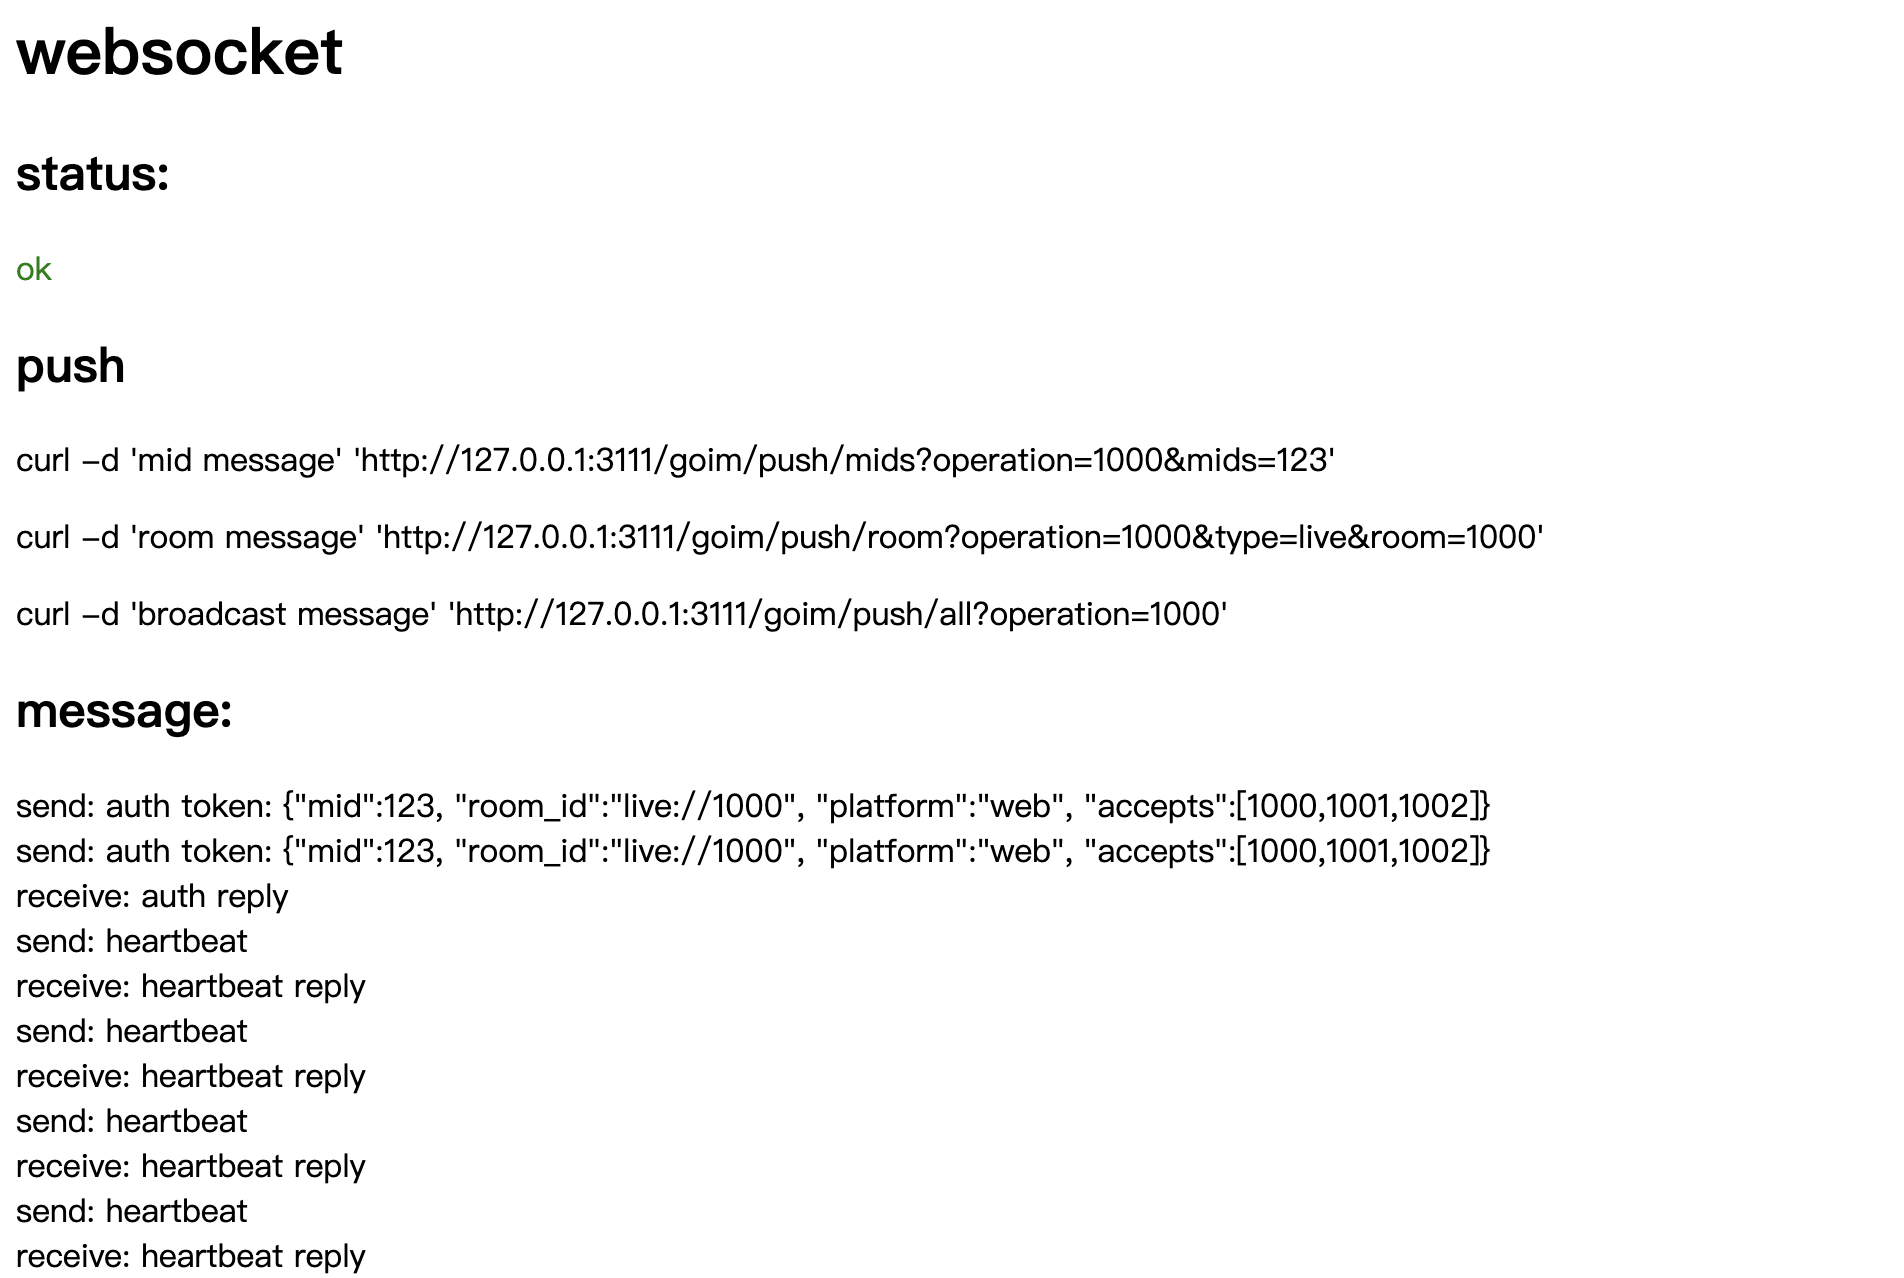 websocket
status:
ok
push
curl -d 'mid message' 'http://127.0.0.1:3111/goim/push/mids?operation=1000&mids=123'
curl -d 'room message' 'http://127.0.0.1:3111/goim/push/room?operation=1000&type=live&room=1000'
curl -d 'broadcast message' 'http://127.0.0.1:3111/goim/push/all?operation=1000'
message:
send: auth token: {"mid":123, "room_id":"live://1000", "platform":"web", "accepts":[1000,1001,1002]}
send: auth token: {"mid":123, "room_id":"live://1000", "platform":"web", "accepts":[1000,1001,1002]}
receive: auth reply
send: heartbeat
receive: heartbeat reply
send: heartbeat
receive: heartbeat reply
send: heartbeat
receive: heartbeat reply
send: heartbeat
receive: heartbeat reply